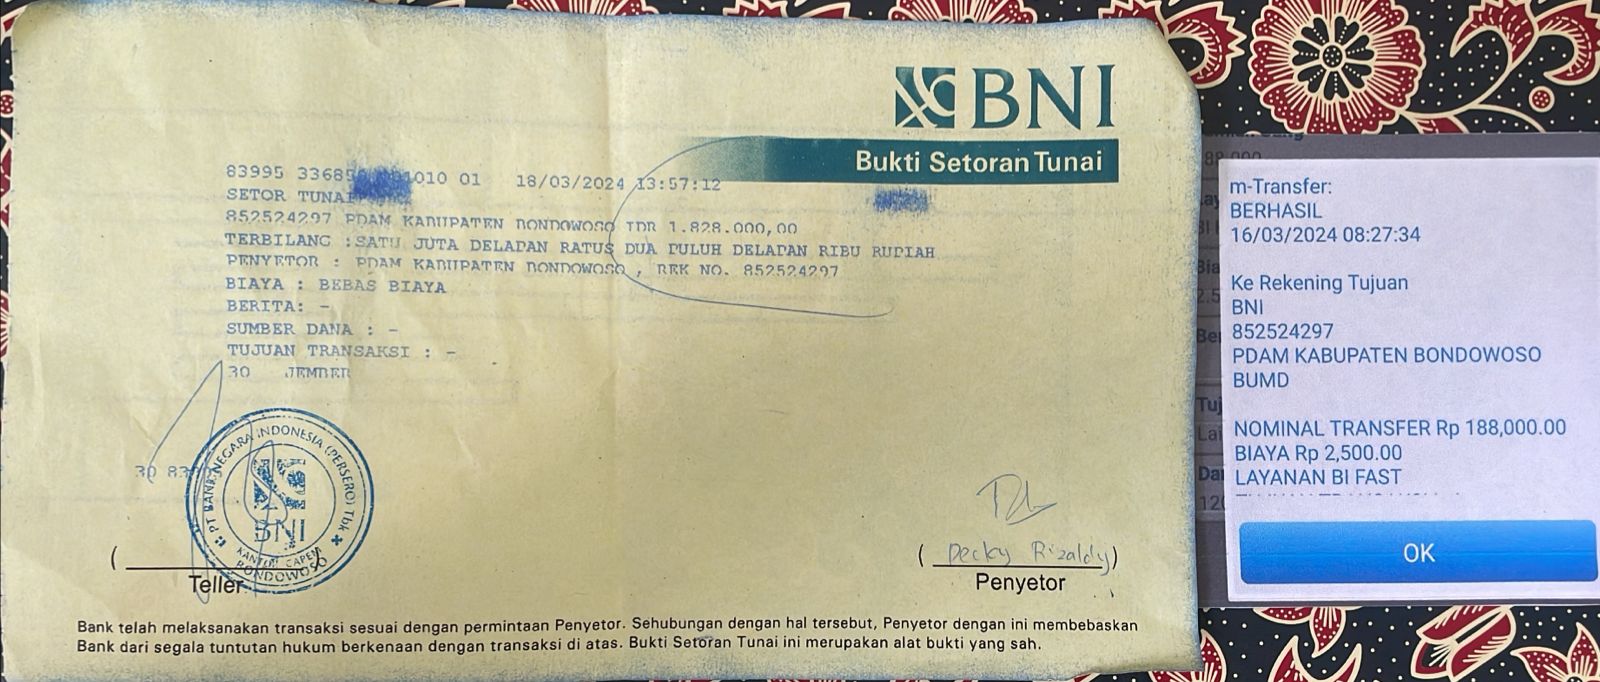 BNI
Bukti Setoran Tunai
83995 33685 1010 01 18/03/2024 13:57:12
SETOR TUNAI
852524297 PDAM KABUPATEN BONDOWOSO IDR 1.828.000,00
TERBILANG :SATU JUTA DELAPAN RATUS DUA PULUH DELAPAN RIBU RUPIAH
PENYETOR : PDAM KABUPATEN BONDOWOSO , REK NO. 852524297
BIAYA : BEBAS BIAYA
BERITA: -
SUMBER DANA : -
TUJUAN TRANSAKSI : -
30 JEMBER
30
PT BANK NEGARA INDONESIA (PERSERO) Tbk
BNI
KANTOR CAPEM
BONDOWOSO
Teller
(Decky Rizaldy)
Penyetor
Bank telah melaksanakan transaksi sesuai dengan permintaan Penyetor. Sehubungan dengan hal tersebut, Penyetor dengan ini membebaskan
Bank dari segala tuntutan hukum berkenaan dengan transaksi di atas. Bukti Setoran Tunai ini merupakan alat bukti yang sah.
m-Transfer:
BERHASIL
16/03/2024 08:27:34
Ke Rekening Tujuan
BNI
852524297
PDAM KABUPATEN BONDOWOSO
BUMD
NOMINAL TRANSFER Rp 188,000.00
BIAYA Rp 2,500.00
LAYANAN BI FAST
OK